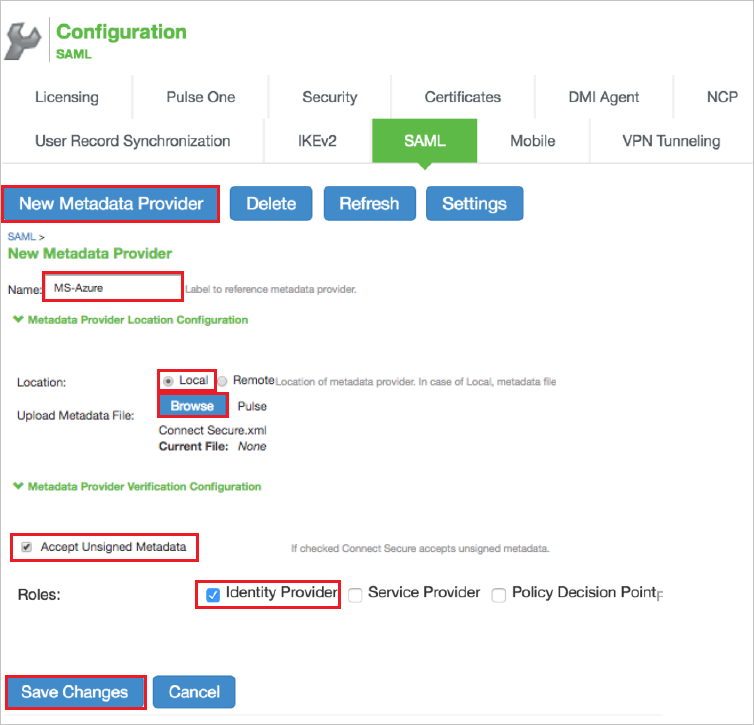 Configuration
SAML
Licensing Pulse One Security Certificates DMI Agent NCP
User Record Synchronization IKEv2 SAML Mobile VPN Tunneling
New Metadata Provider Delete Refresh Settings
SAML >
New Metadata Provider
Name: MS-Azure Label to reference metadata provider.
Metadata Provider Location Configuration
Location: Local Remote Location of metadata provider. In case of Local, metadata file
Upload Metadata File: Browse Pulse
Connect Secure.xml
Current File: None
Metadata Provider Verification Configuration
Accept Unsigned Metadata If checked Connect Secure accepts unsigned metadata.
Roles: Identity Provider Service Provider Policy Decision Point
Save Changes Cancel